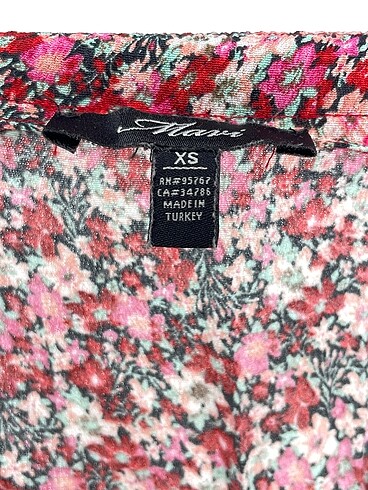 Mavi
XS
RN#95767
CA#34786
MADE IN
TURKEY